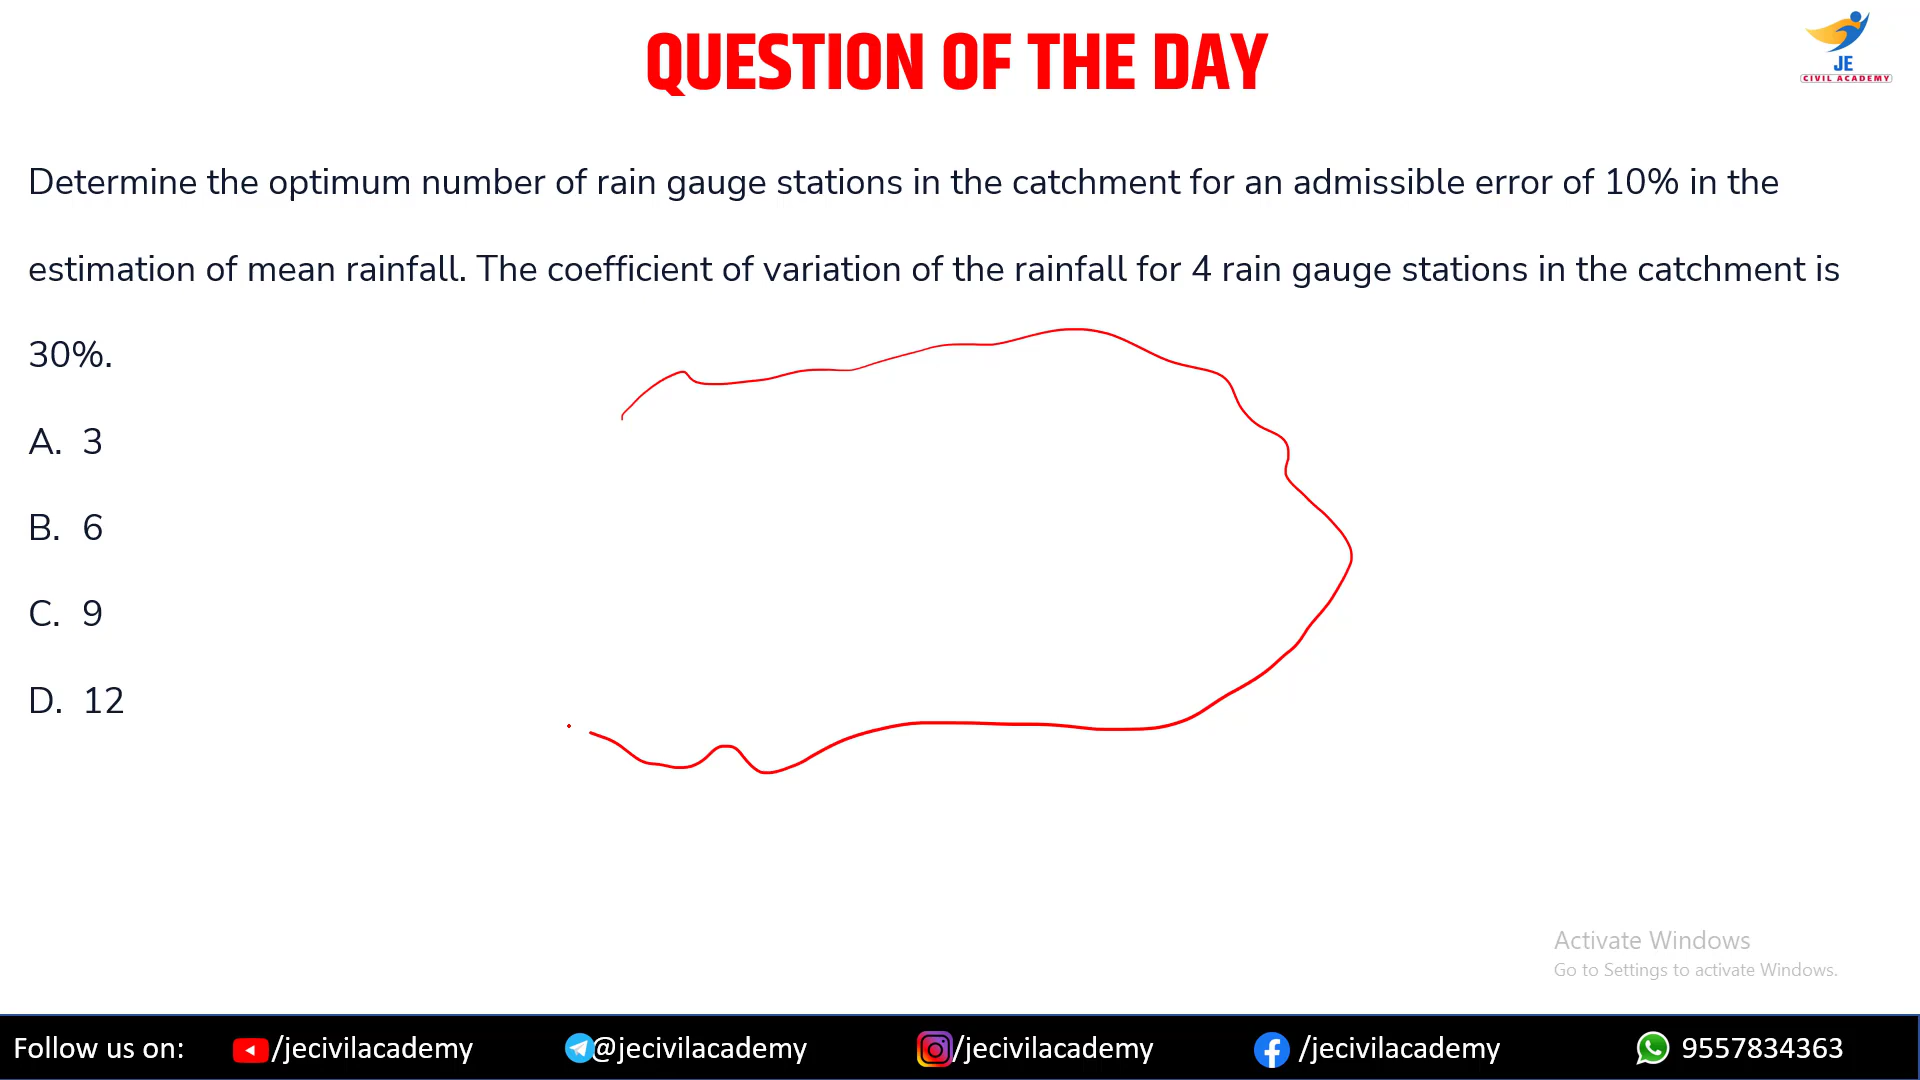 QUESTION OF THE DAY
JE
CIVIL ACADEMY
Determine the optimum number of rain gauge stations in the catchment for an admissible error of 10% in the
estimation of mean rainfall. The coefficient of variation of the rainfall for 4 rain gauge stations in the catchment is
30%.
A. 3
B. 6
C. 9
D. 12
Activate Windows
Go to Settings to activate Windows.
Follow us on: /jecivilacademy @jecivilacademy /jecivilacademy /jecivilacademy 9557834363